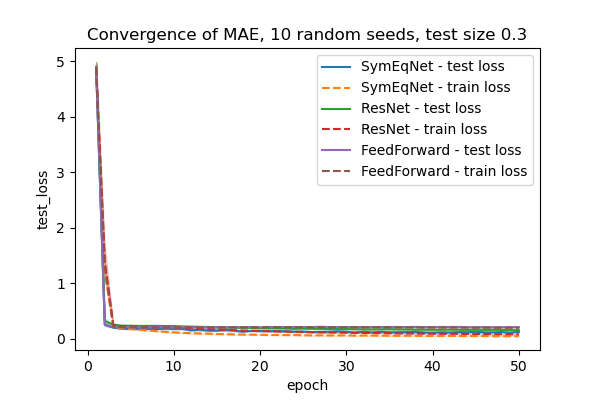 Convergence of MAE, 10 random seeds, test size 0.3
SymEqNet - test loss
SymEqNet - train loss
ResNet - test loss
ResNet - train loss
FeedForward - test loss
FeedForward - train loss
5
4
3
2
1
0
test_loss
0 10 20 30 40 50
epoch